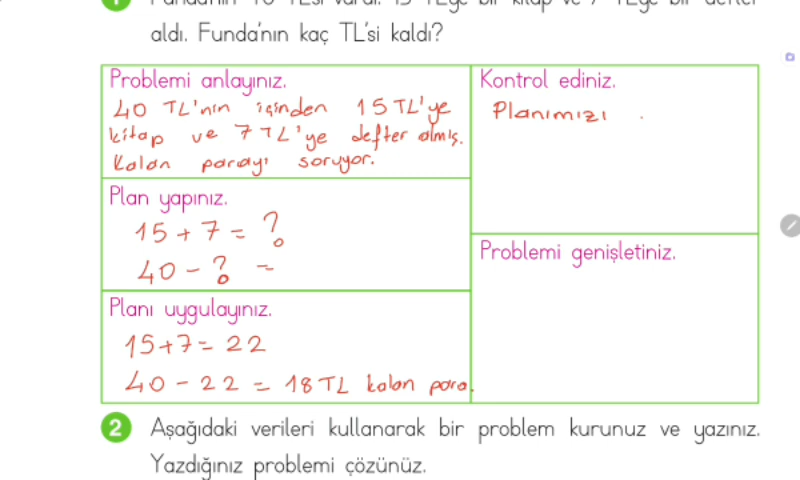 1
aldı. Funda'nın kaç TL'si kaldı?
Problemi anlayınız.
40 TL'nin içinden 15 TL'ye
kitap ve 7 TL'ye defter almış.
Kalan parayı soruyor.
Plan yapınız.
15 + 7 = ?
40 - ? =
Planı uygulayınız.
15+7= 22
40 - 22 = 18 TL kalan para.
Kontrol ediniz.
Planımızı
Problemi genişletiniz.
2 Aşağıdaki verileri kullanarak bir problem kurunuz ve yazınız.
Yazdığınız problemi çözünüz.